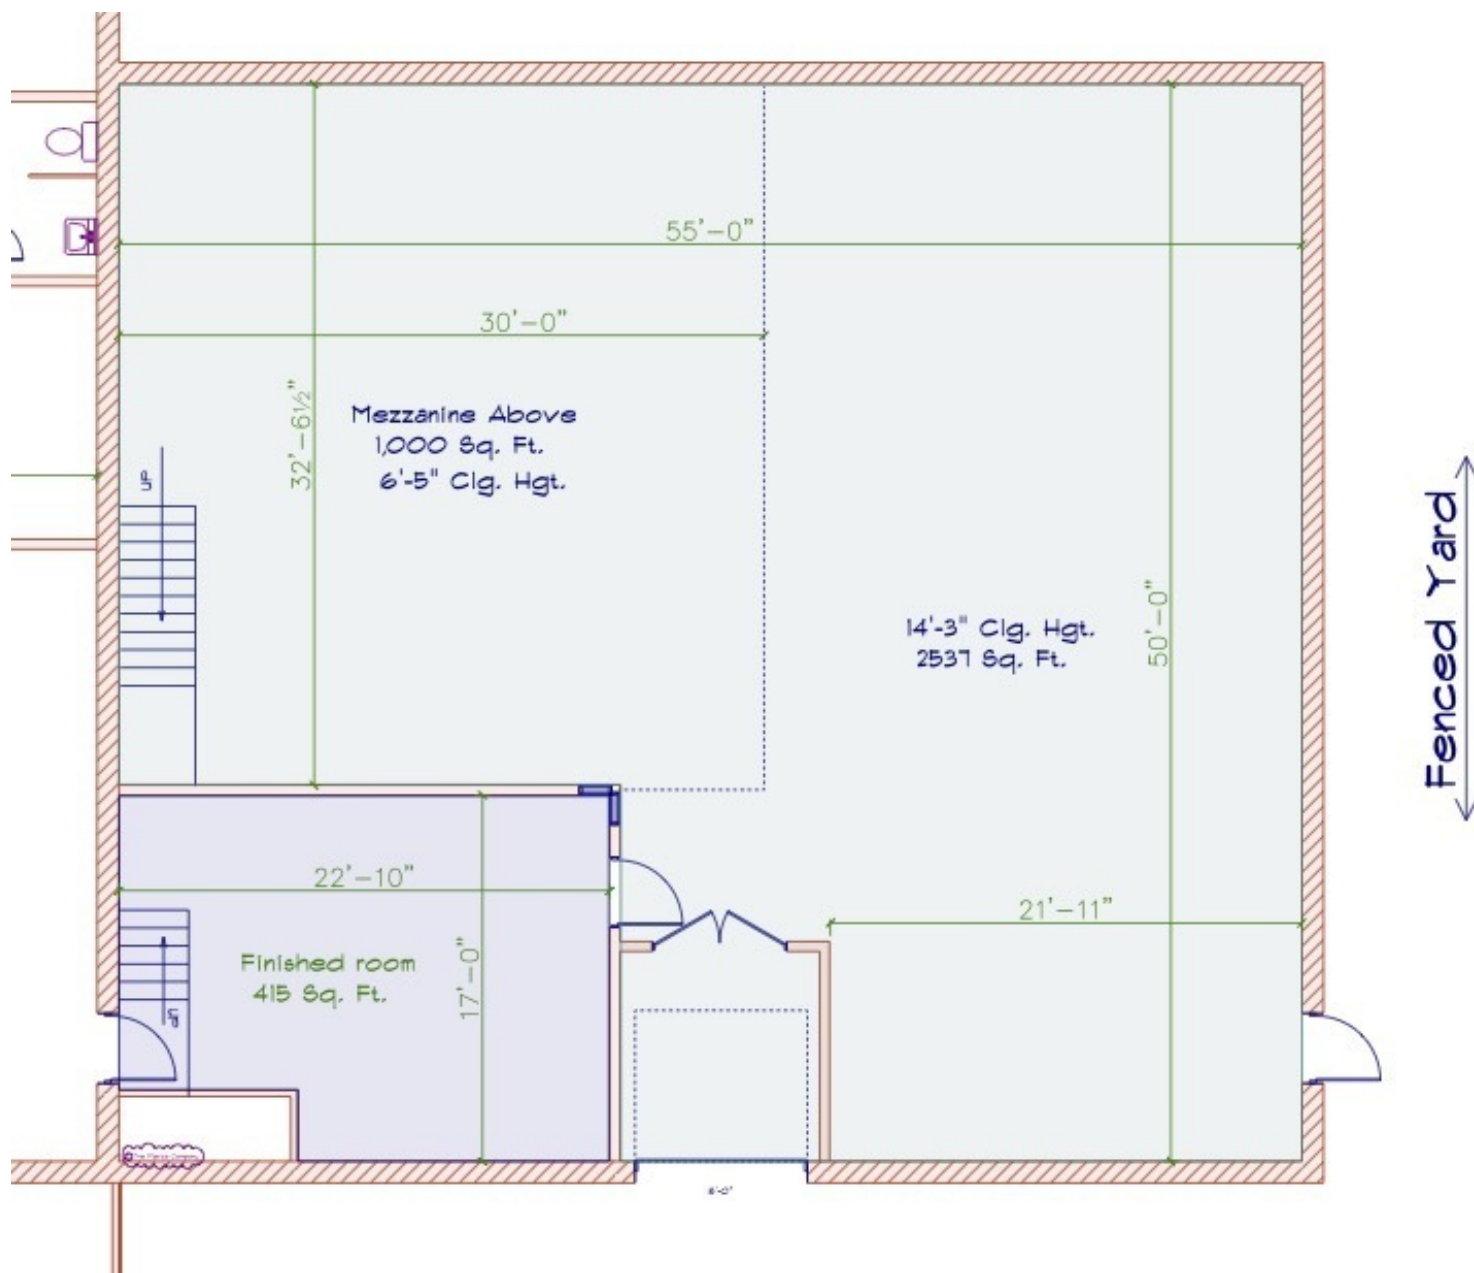 55'-0"
30'-0"
32'-6½"
Mezzanine Above
1,000 Sq. Ft.
6'-5" Clg. Hgt.
UP
14'-3" Clg. Hgt.
2537 Sq. Ft.
50'-0"
Fenced Yard
22'-10"
21'-11"
Finished room
415 Sq. Ft.
17'-0"
UP